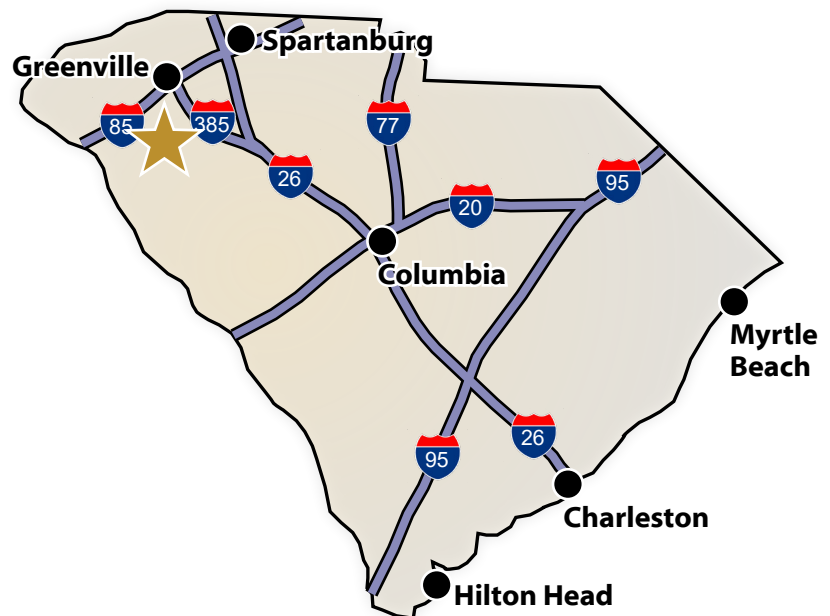 Spartanburg
Greenville
85
385
77
26
95
20
Columbia
Myrtle
Beach
95
26
Charleston
Hilton Head